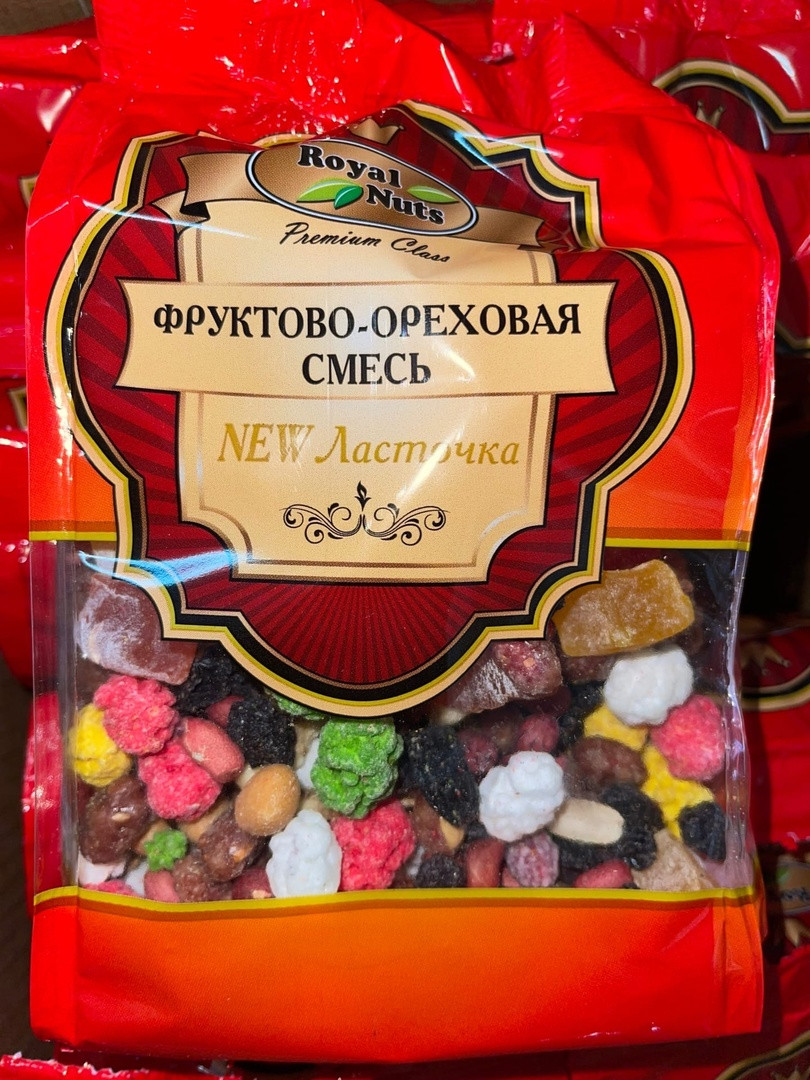 Royal
Nuts
Premium Class
ФРУКТОВО-ОРЕХОВАЯ
СМЕСЬ
NEW Ласточка